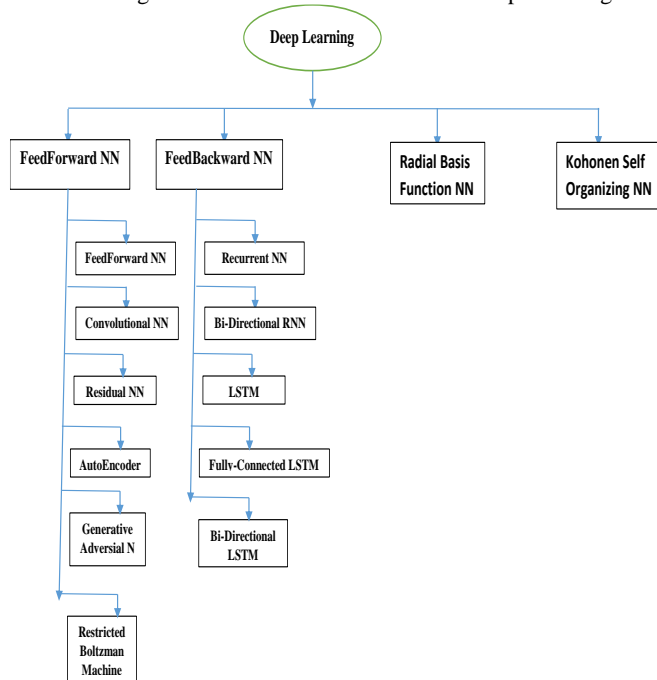 Deep Learning
FeedForward NN
FeedBackward NN
Radial Basis
Function NN
Kohonen Self
Organizing NN
FeedForward NN
Convolutional NN
Residual NN
AutoEncoder
Generative
Adversial N
Restricted
Boltzman
Machine
Recurrent NN
Bi-Directional RNN
LSTM
Fully-Connected LSTM
Bi-Directional
LSTM